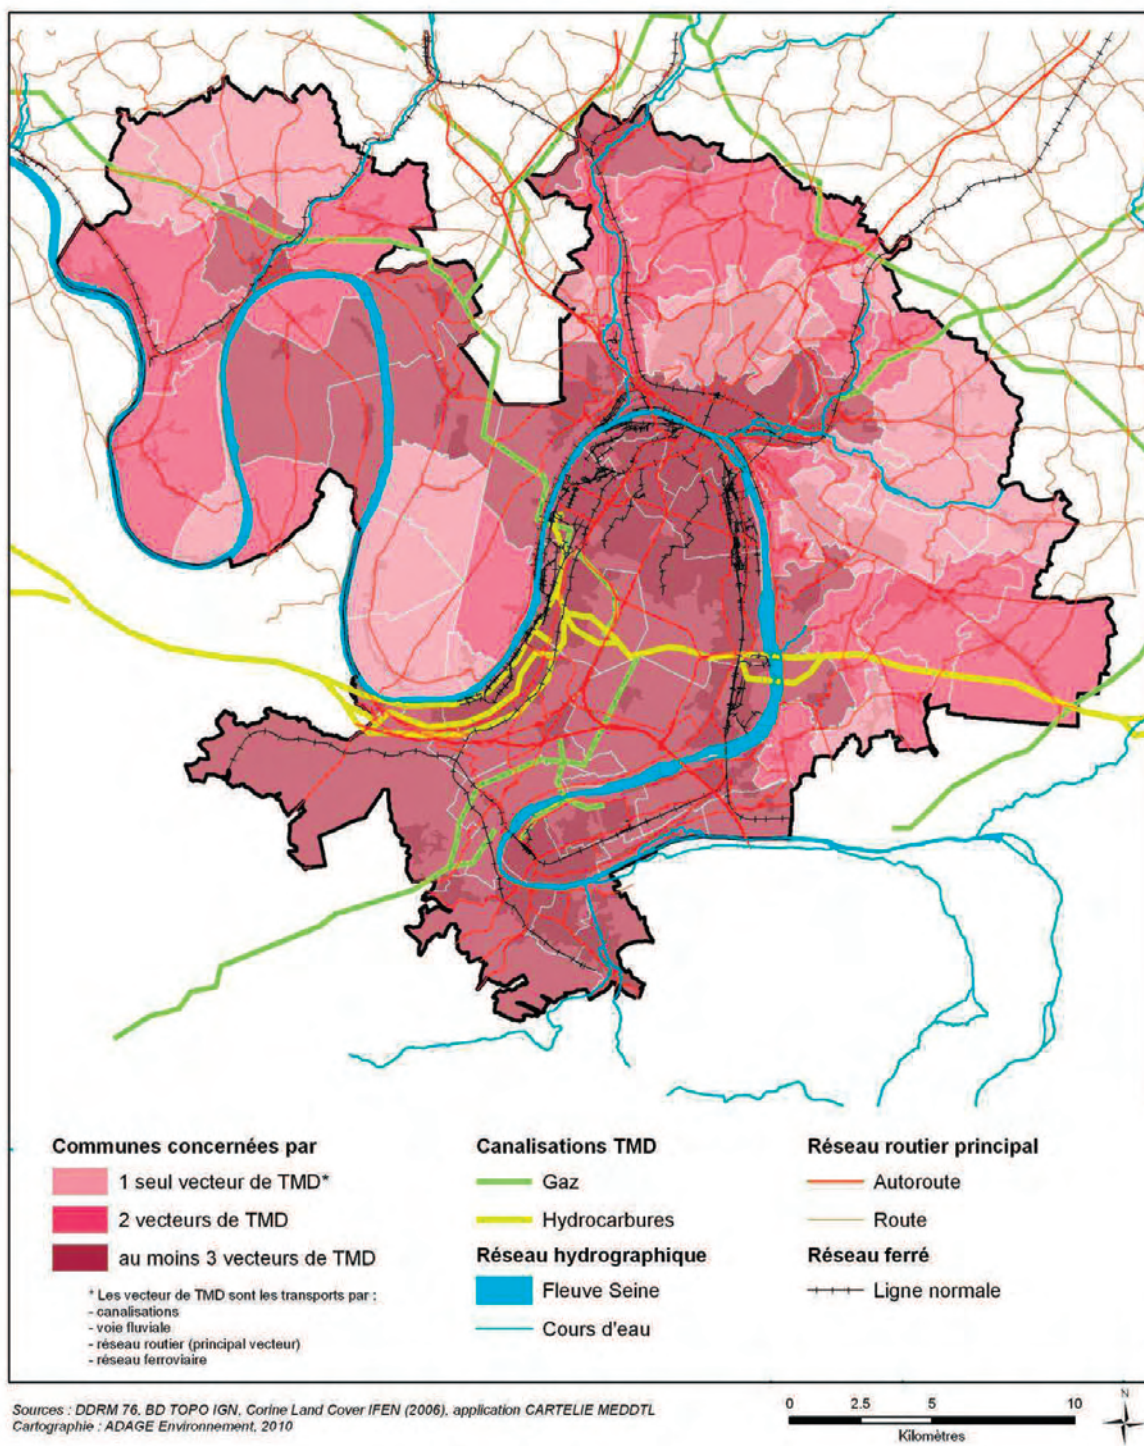 Communes concernées par
1 seul vecteur de TMD*
2 vecteurs de TMD
au moins 3 vecteurs de TMD
* Les vecteur de TMD sont les transports par :
- canalisations
- voie fluviale
- réseau routier (principal vecteur)
- réseau ferroviaire
Canalisations TMD
Gaz
Hydrocarbures
Réseau hydrographique
Fleuve Seine
Cours d'eau
Réseau routier principal
Autoroute
Route
Réseau ferré
Ligne normale
Sources : DDRM 76, BD TOPO IGN, Corine Land Cover IFEN (2006), application CARTELIE MEDDTL
Cartographie : ADAGE Environnement, 2010
0 2.5 5 10
Kilomètres
N